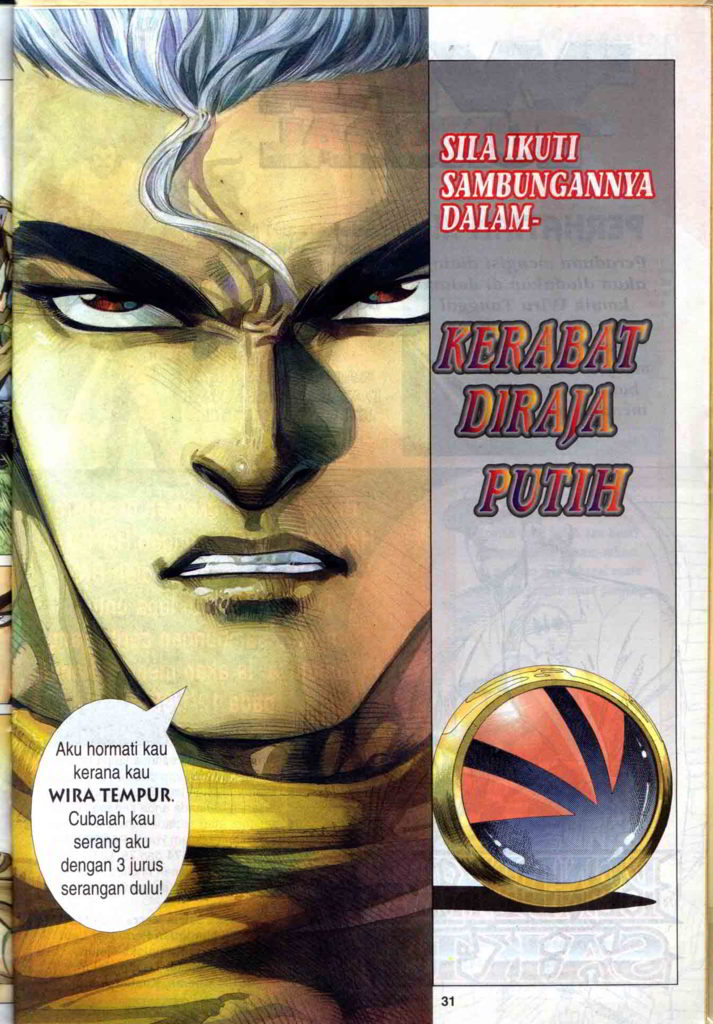 SILA IKUTI
SAMBUNGANNYA
DALAM-
KERABAT
DIRAJA
PUTIH
Aku hormati kau
kerana kau
WIRA TEMPUR.
Cubalah kau
serang aku
dengan 3 jurus
serangan dulu!
31